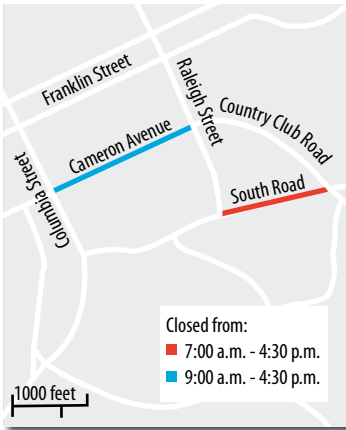 Franklin Street
Raleigh Street
Country Club Road
Cameron Avenue
Columbia Street
South Road
Closed from:
7:00 a.m. - 4:30 p.m.
9:00 a.m. - 4:30 p.m.
1000 feet